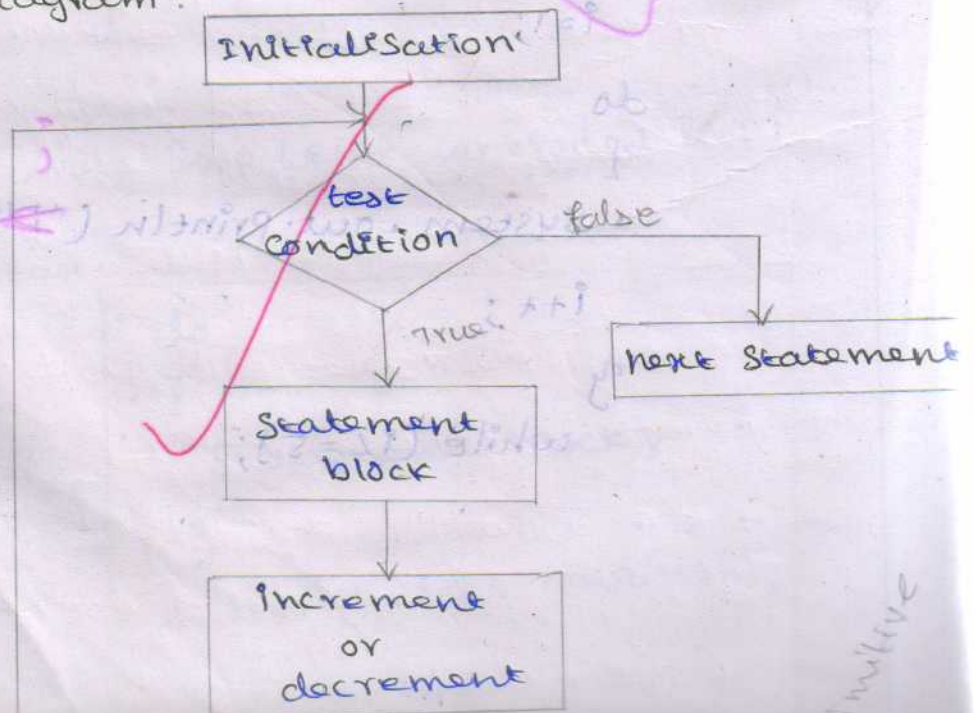 Initialisation
test
condition
false
True
next statement
statement
block
increment
or
decrement